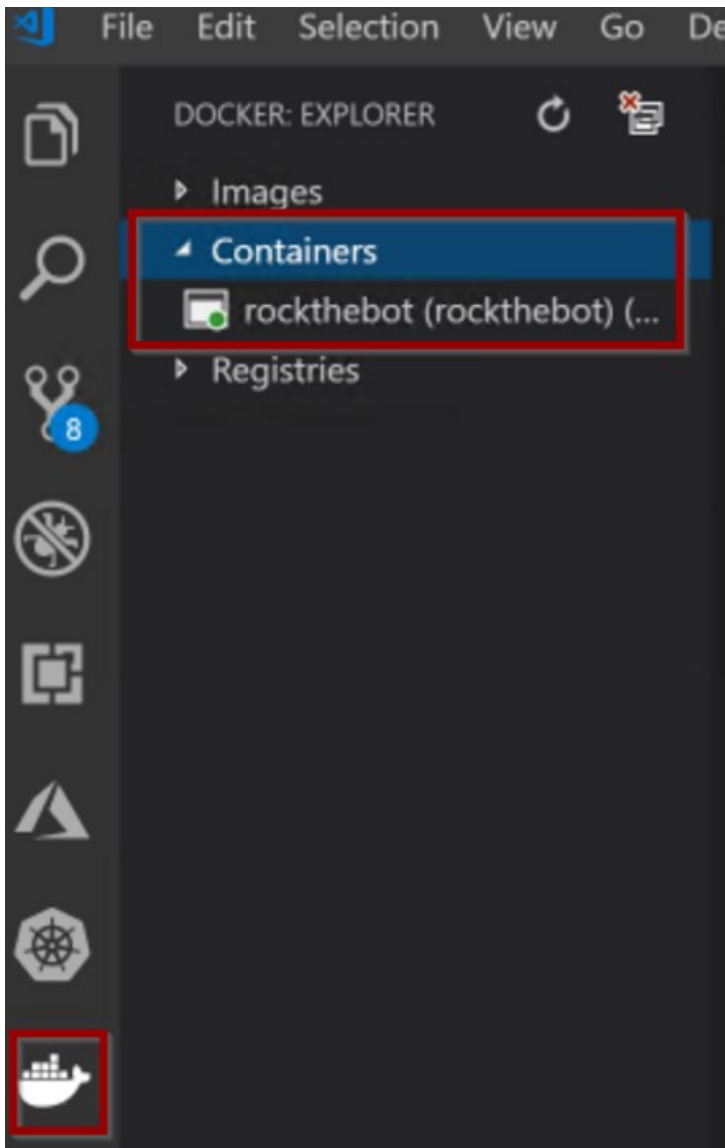 File Edit Selection View Go De
DOCKER: EXPLORER
Images
Containers
rockthebot (rockthebot) (...
Registries
8